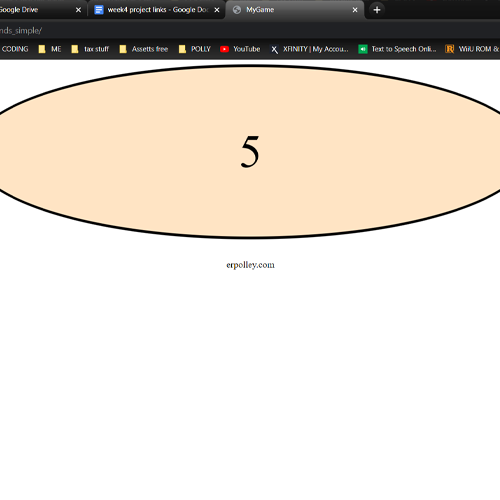 Google Drive
week4 project links - Google Doc
MyGame
nds_simple/
CODING
ME
tax stuff
Assetts free
POLLY
YouTube
XFINITY | My Accou...
Text to Speech Onli...
WiiU ROM &
5
erpolley.com